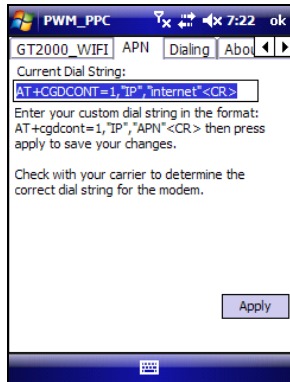 PWM_PPC 7:22 ok
GT2000_WIFI APN Dialing Abou
Current Dial String:
AT+CGDCONT=1,"IP","internet"<CR>
Enter your custom dial string in the format:
AT+cgdcont=1,"IP","APN"<CR> then press
apply to save your changes.
Check with your carrier to determine the
correct dial string for the modem.
Apply